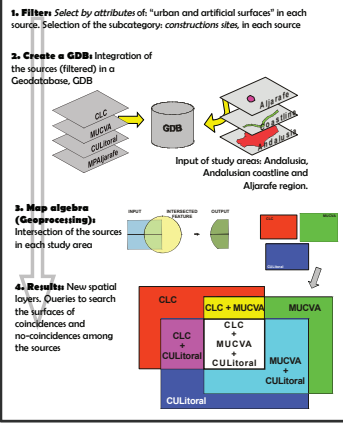 1. Filter: Select by attributes of: “urban and artificial surfaces” in each
source. Selection of the subcategory: constructions sites, in each source
2. Create a GDB: Integration of
the sources (filtered) in a
Geodatabase, GDB
CLC
MUCVA
CULitoral
MPAljarafe
GDB
Aljarafe
Coastline
Andalusia
Input of study areas: Andalusia,
Andalusian coastline and
Aljarafe region.
3. Map algebra
(Geoprocessing):
Intersection of the sources
in each study area
INPUT
INTERSECTED
FEATURE
OUTPUT
CLC
MUCVA
CULitoral
4. Results: New spatial
layers. Queries to search
the surfaces of
coincidences and
no-coincidences among
the sources
CLC
CLC + MUCVA
MUCVA
CLC
+
CULitoral
CLC
+
MUCVA
+
CULitoral
MUCVA
+
CULitoral
CULitoral